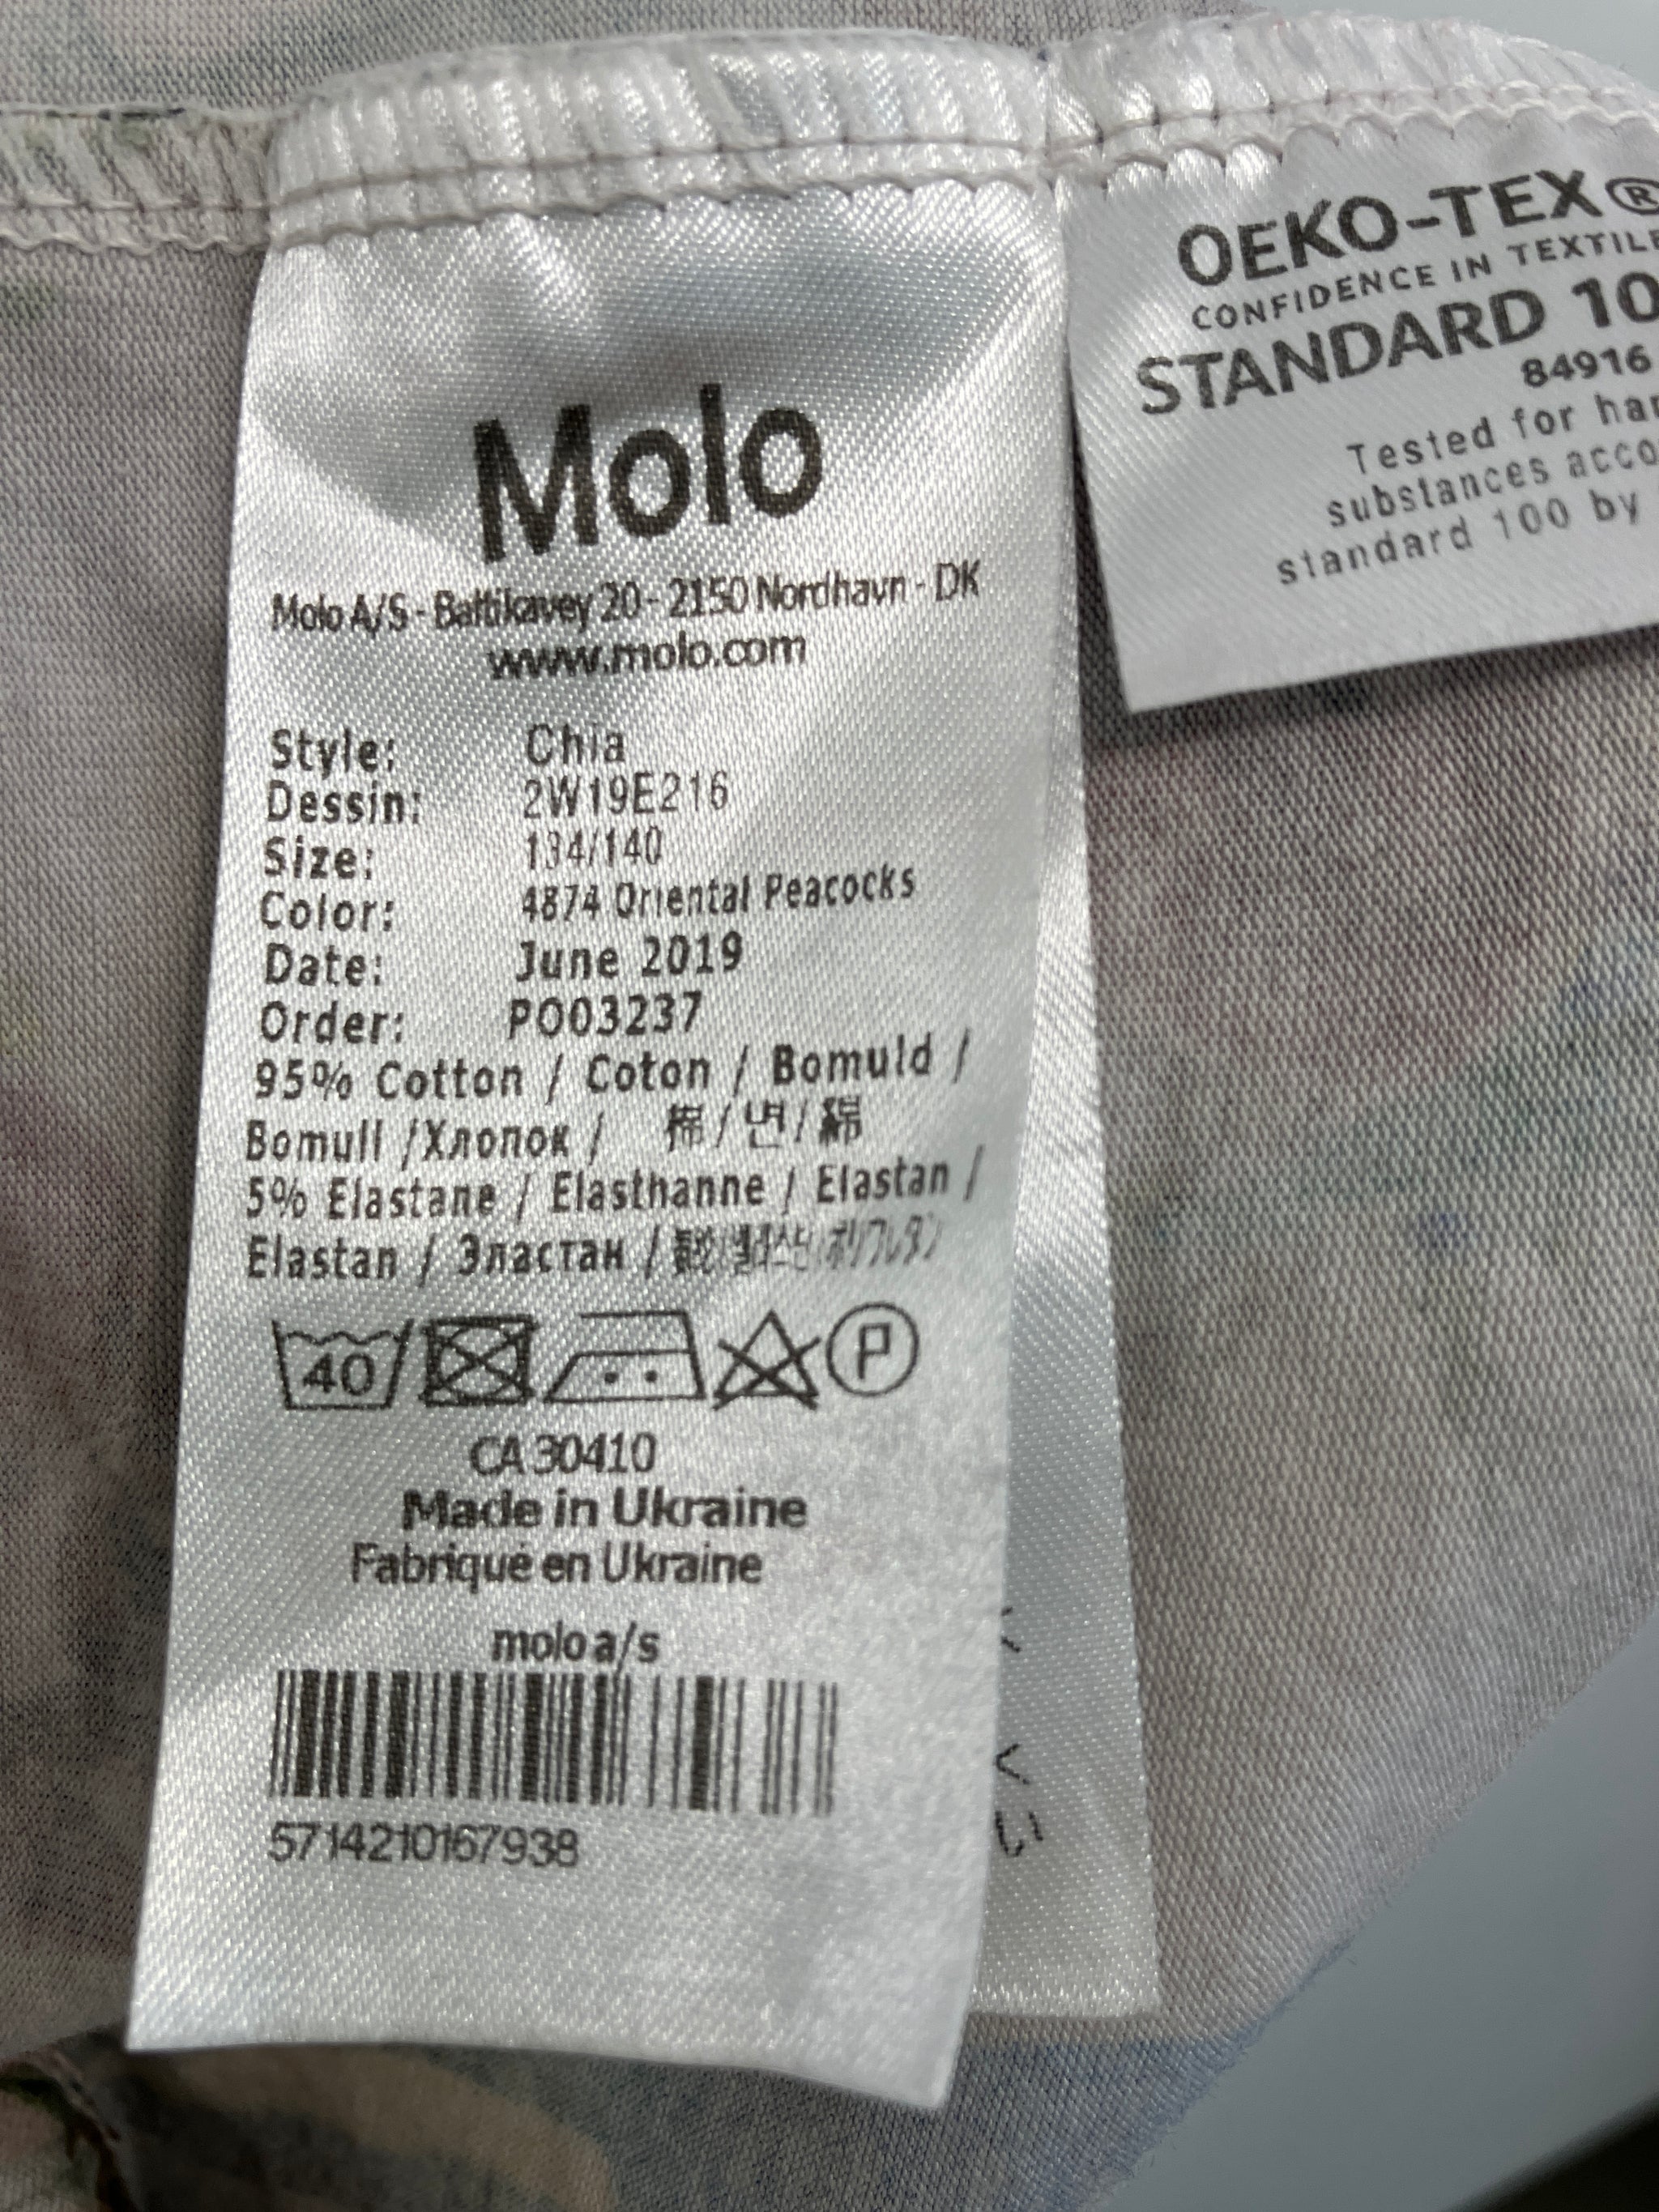 Molo
Molo A/S - Baltikavey 20 - 2150 Nordhavn - DK
www.molo.com
Style: Chia
Dessin: 2W19E216
Size: 134/140
Color: 4874 Oriental Peacocks
Date: June 2019
Order: PO03237
95% Cotton / Coton / Bomuld /
Bomull /Хлопок / 棉/면/綿
5% Elastane / Elasthanne / Elastan /
Elastan / Эластан /
40 P
CA 30410
Made in Ukraine
Fabriqué en Ukraine
molo a/s
5714210167938
OEKO-TEX®
CONFIDENCE IN TEXTILE
STANDARD 10
84916
Tested for har
substances acco
standard 100 by